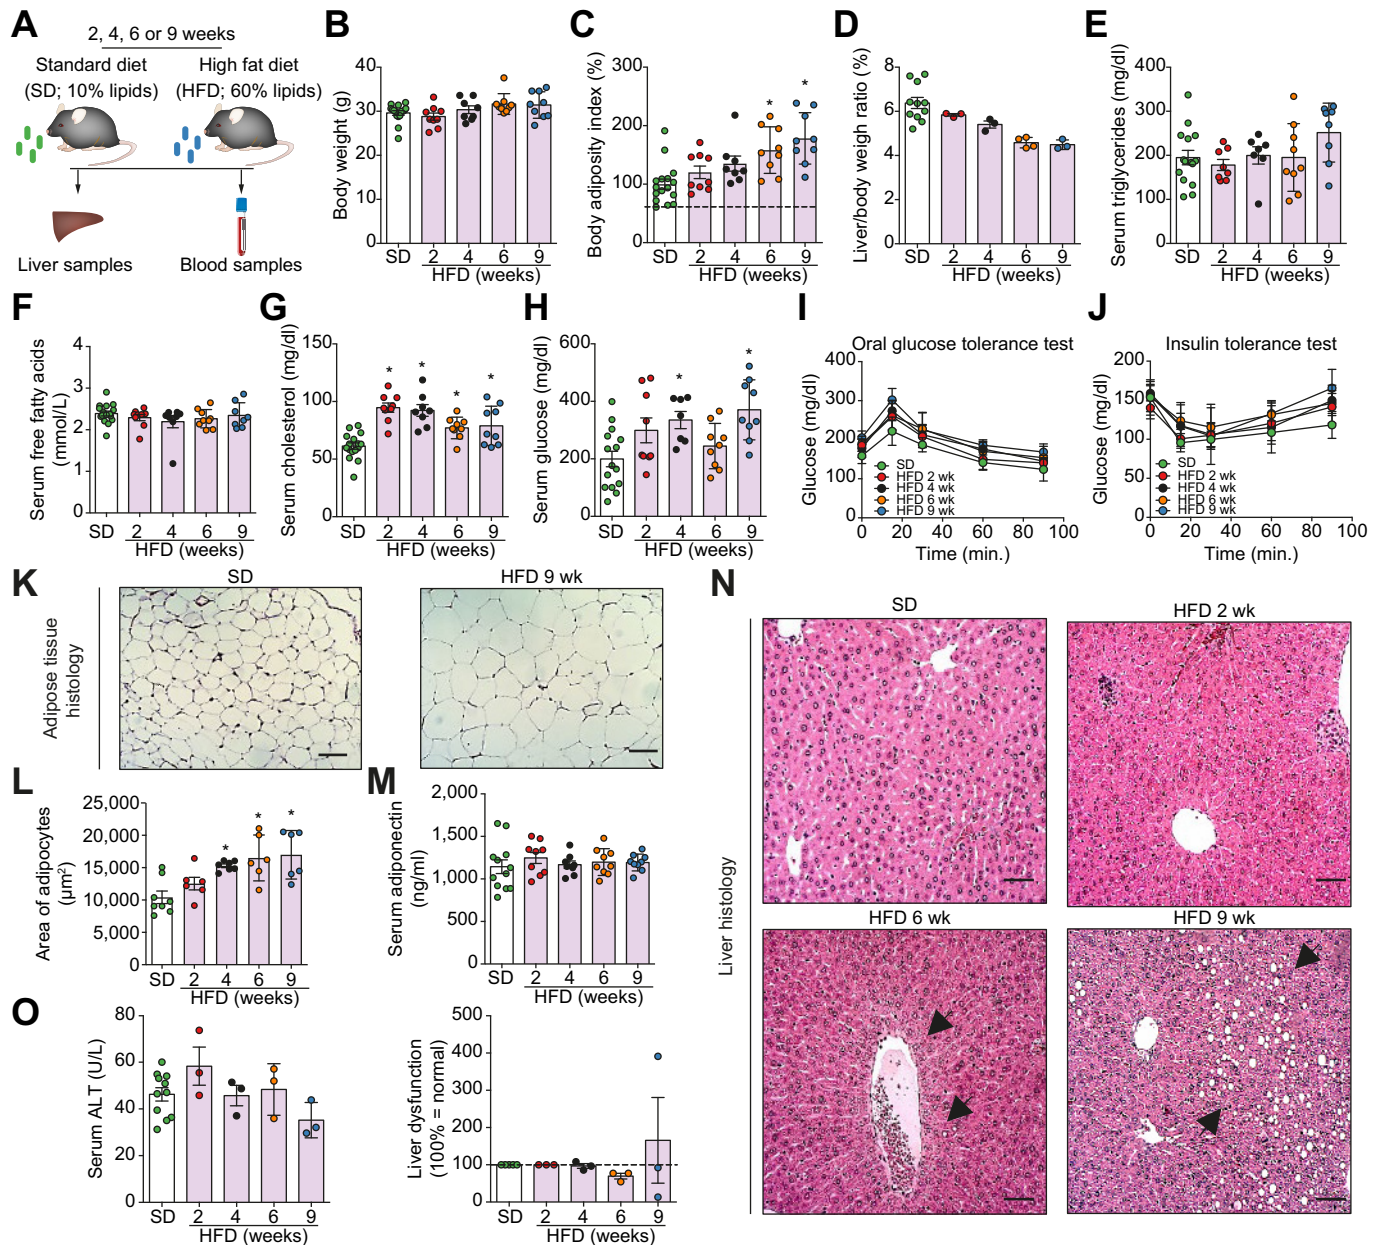 A
2, 4, 6 or 9 weeks
Standard diet
(SD; 10% lipids)
High fat diet
(HFD; 60% lipids)
Liver samples
Blood samples
B
Body weight (g)
40
30
20
10
0
SD
2 4 6 9
HFD (weeks)
C
Body adiposity index (%)
300
200
100
0
* *
SD
2 4 6 9
HFD (weeks)
D
Liver/body weigh ratio (%)
8
6
4
2
0
SD
2 4 6 9
HFD (weeks)
E
Serum triglycerides (mg/dl)
400
300
200
100
0
SD
2 4 6 9
HFD (weeks)
F
Serum free fatty acids
(mmol/L)
4
3
2
1
0
SD
2 4 6 9
HFD (weeks)
G
Serum cholesterol (mg/dl)
150
100
50
0
* * * *
SD
2 4 6 9
HFD (weeks)
H
Serum glucose (mg/dl)
600
400
200
0
* *
SD
2 4 6 9
HFD (weeks)
I
Oral glucose tolerance test
Glucose (mg/dl)
400
300
200
100
0
SD
HFD 2 wk
HFD 4 wk
HFD 6 wk
HFD 9 wk
0 20 40 60 80 100
Time (min.)
J
Insulin tolerance test
Glucose (mg/dl)
200
150
100
50
0
SD
HFD 2 wk
HFD 4 wk
HFD 6 wk
HFD 9 wk
0 20 40 60 80 100
Time (min.)
K
Adipose tissue
histology
SD
HFD 9 wk
L
Area of adipocytes
(µm²)
25,000
20,000
15,000
10,000
5,000
0
* * *
SD
2 4 6 9
HFD (weeks)
M
Serum adiponectin
(ng/ml)
2,000
1,500
1,000
500
0
SD
2 4 6 9
HFD (weeks)
N
Liver histology
SD
HFD 2 wk
HFD 6 wk
HFD 9 wk
O
Serum ALT (U/L)
80
60
40
20
0
SD
2 4 6 9
HFD (weeks)
Liver dysfunction
(100% = normal)
500
400
300
200
100
0
SD
2 4 6 9
HFD (weeks)